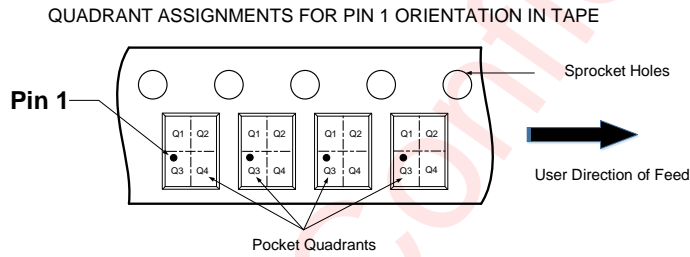 QUADRANT ASSIGNMENTS FOR PIN 1 ORIENTATION IN TAPE
Sprocket Holes
Pin 1
Q1 Q2 Q1 Q2 Q1 Q2 Q1 Q2
Q3 Q4 Q3 Q4 Q3 Q4 Q3 Q4
User Direction of Feed
Pocket Quadrants